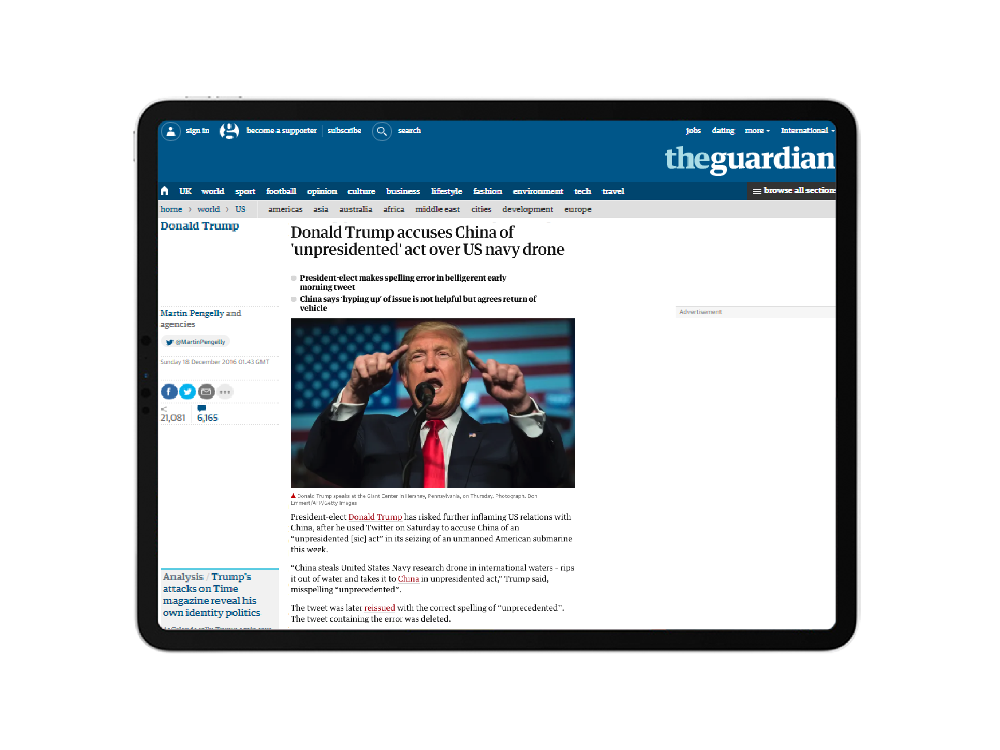 sign in become a supporter subscribe search jobs dating more International
theguardian
UK world sport football opinion culture business lifestyle fashion environment tech travel browse all section
home > world > US americas asia australia africa middle east cities development europe
Donald Trump
Donald Trump accuses China of
'unpresidented' act over US navy drone
President-elect makes spelling error in belligerent early
morning tweet
China says ‘hyping up’ of issue is not helpful but agrees return of
vehicle
Martin Pengelly and
agencies
@MartinPengelly
Sunday 18 December 2016 01.43 GMT
21,081 6,165
Advertisement
Donald Trump speaks at the Giant Center in Hershey, Pennsylvania, on Thursday. Photograph: Don
Emmert/AFP/Getty Images
President-elect Donald Trump has risked further inflaming US relations with
China, after he used Twitter on Saturday to accuse China of an
“unpresidented [sic] act” in its seizing of an unmanned American submarine
this week.
“China steals United States Navy research drone in international waters - rips
it out of water and takes it to China in unpresidented act,” Trump said,
misspelling “unprecedented”.
The tweet was later reissued with the correct spelling of “unprecedented”.
The tweet containing the error was deleted.
Analysis / Trump's
attacks on Time
magazine reveal his
own identity politics